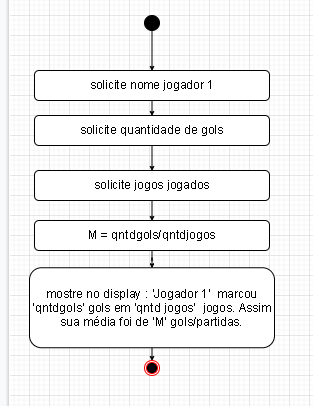 solicite nome jogador 1
solicite quantidade de gols
solicite jogos jogados
M = qntdgols/qntdjogos
mostre no display : 'Jogador 1' marcou
'qntdgols' gols em 'qntd jogos' jogos. Assim
sua média foi de 'M' gols/partidas.